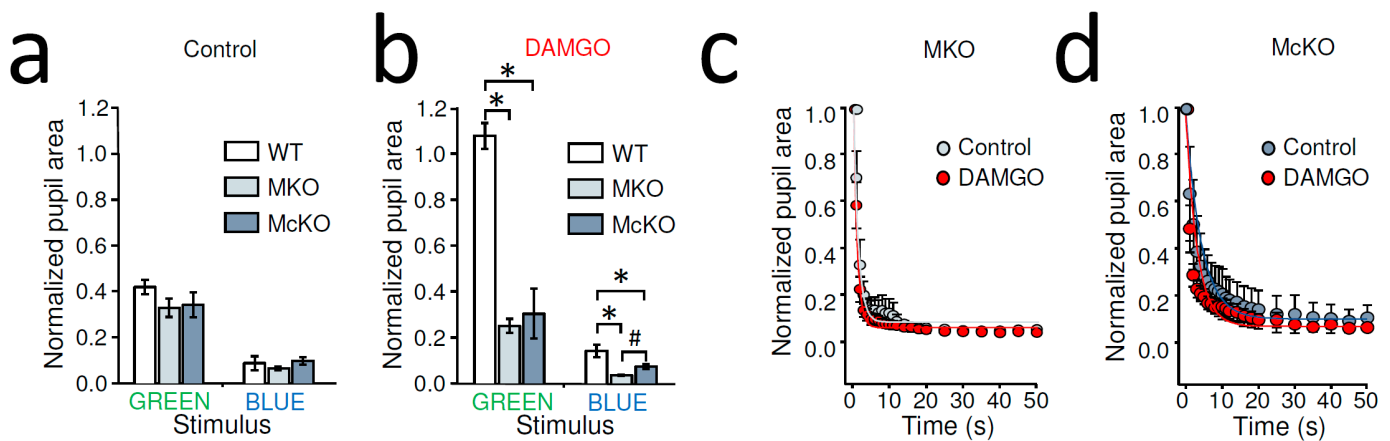 a
Control
Normalized pupil area
1.2
1.0
0.8
0.6
0.4
0.2
0.0
WT
MKO
McKO
GREEN BLUE
Stimulus
b
DAMGO
Normalized pupil area
1.2
1.0
0.8
0.6
0.4
0.2
0.0
* 
*
WT
MKO
McKO
*
*
#
GREEN BLUE
Stimulus
c
MKO
Normalized pupil area
1.0
0.8
0.6
0.4
0.2
0.0
Control
DAMGO
0 10 20 30 40 50
Time (s)
d
McKO
Normalized pupil area
1.0
0.8
0.6
0.4
0.2
0.0
Control
DAMGO
0 10 20 30 40 50
Time (s)